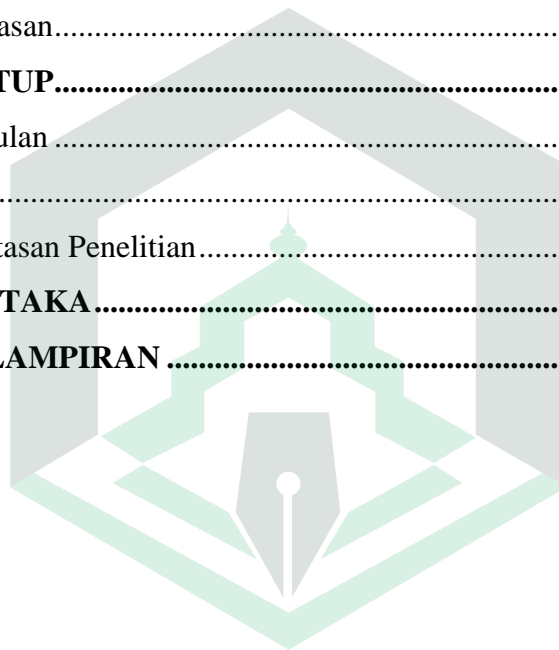 asan..........................................................................
TUP..........................................................................
ulan ..........................................................................
..........................................................................
tasan Penelitian.....................................................
TAKA.....................................................................
LAMPIRAN .........................................................